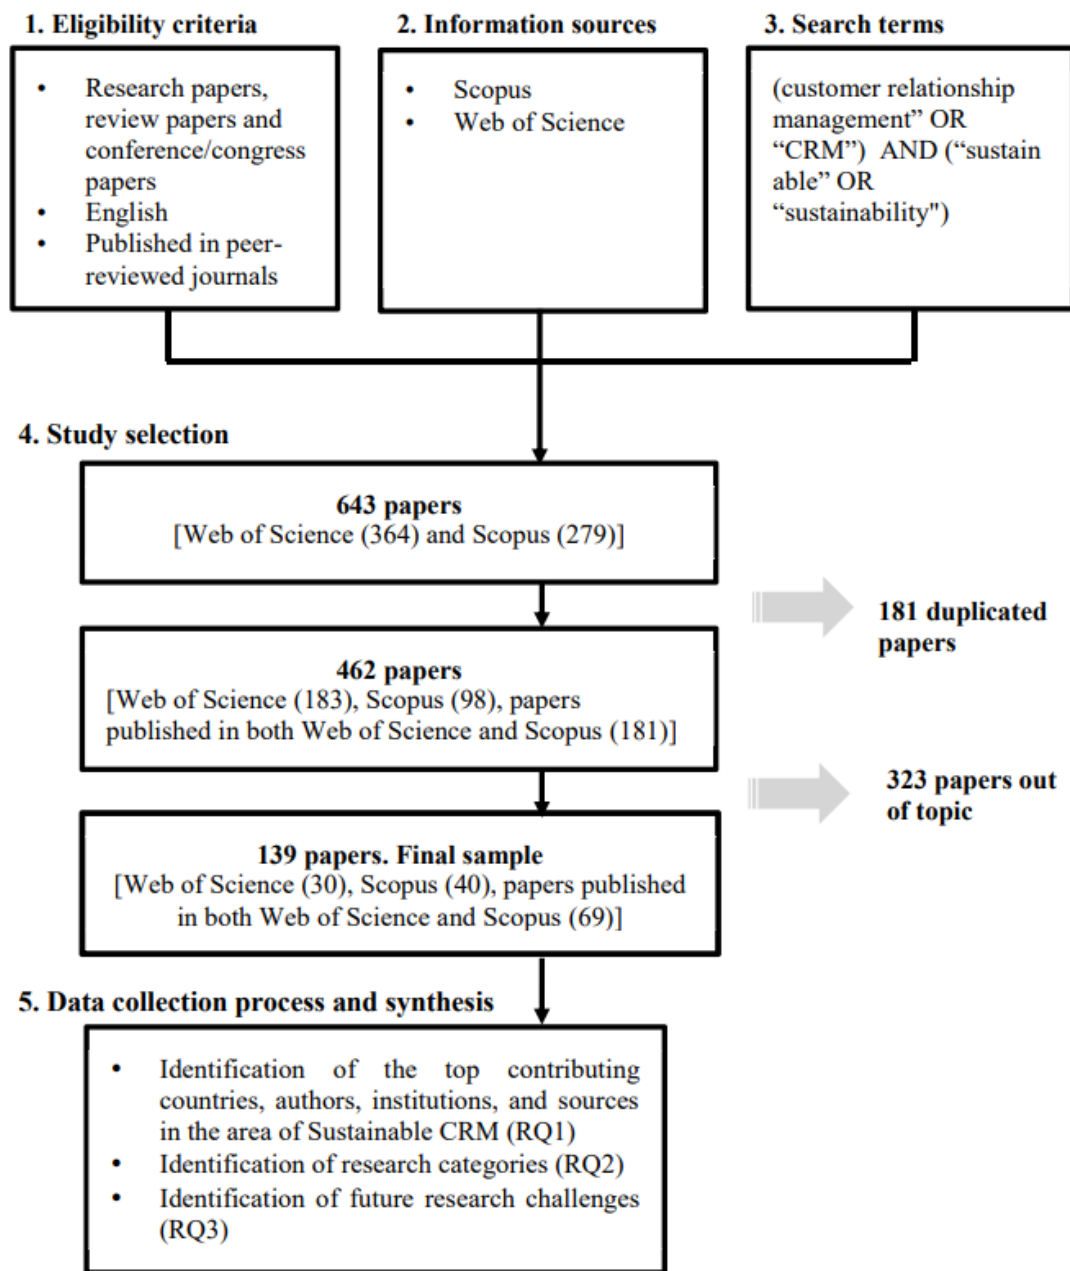 1. Eligibility criteria
• Research papers,
review papers and
conference/congress
papers
• English
• Published in peer-
reviewed journals
2. Information sources
• Scopus
• Web of Science
3. Search terms
(customer relationship
management” OR
“CRM”) AND (“sustain
able” OR
“sustainability")
4. Study selection
643 papers
[Web of Science (364) and Scopus (279)]
181 duplicated
papers
462 papers
[Web of Science (183), Scopus (98), papers
published in both Web of Science and Scopus (181)]
323 papers out
of topic
139 papers. Final sample
[Web of Science (30), Scopus (40), papers published
in both Web of Science and Scopus (69)]
5. Data collection process and synthesis
• Identification of the top contributing
countries, authors, institutions, and sources
in the area of Sustainable CRM (RQ1)
• Identification of research categories (RQ2)
• Identification of future research challenges
(RQ3)